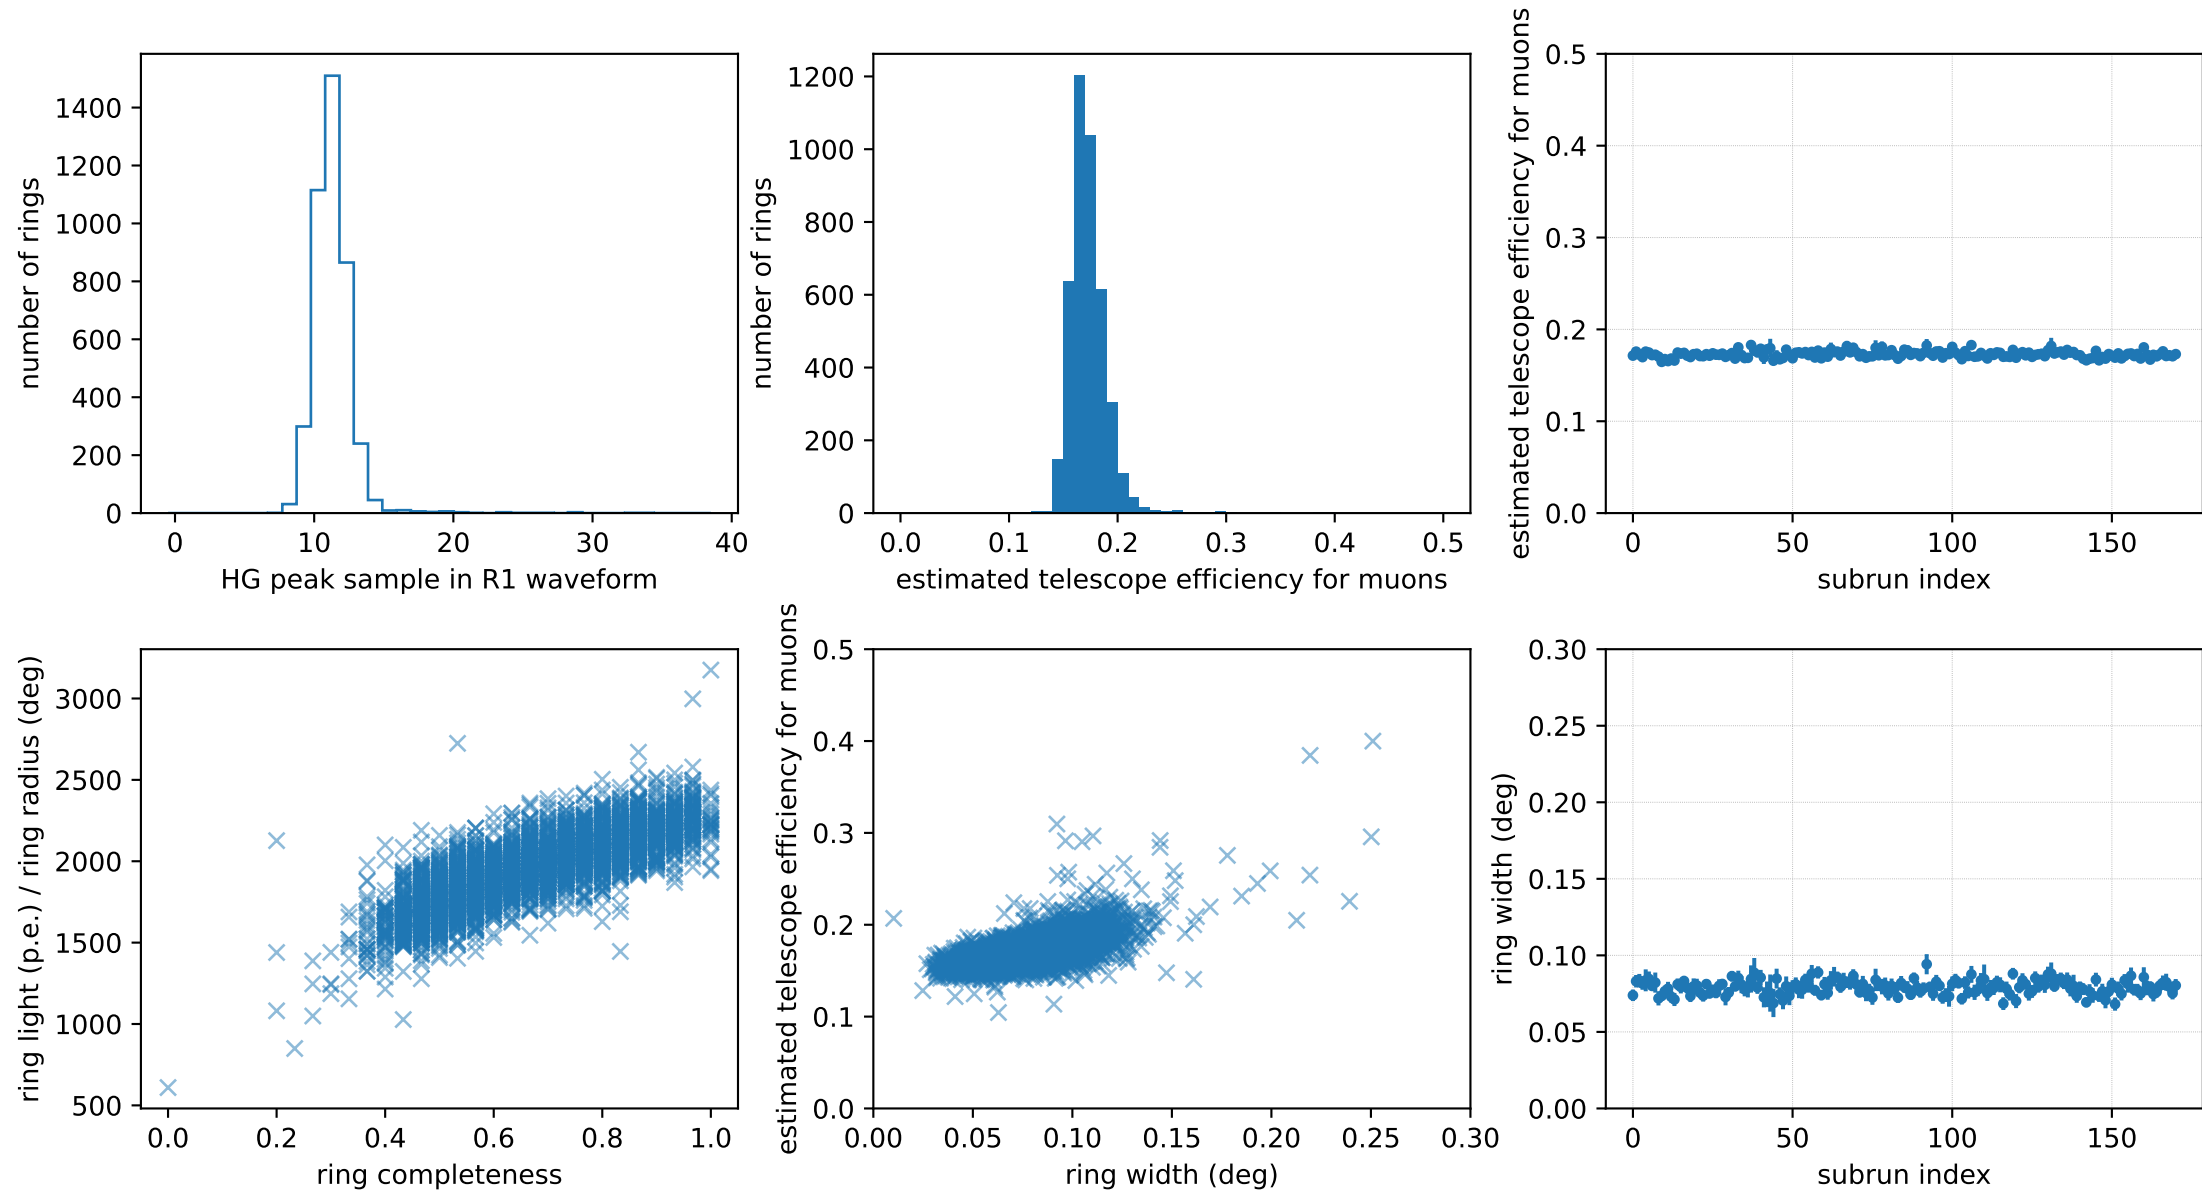 number of rings
1400
1200
1000
800
600
400
200
0
0 10 20 30 40
HG peak sample in R1 waveform
number of rings
1200
1000
800
600
400
200
0
0.0 0.1 0.2 0.3 0.4 0.5
estimated telescope efficiency for muons
estimated telescope efficiency for muons
0.5
0.4
0.3
0.2
0.1
0.0
0 50 100 150
subrun index
ring light (p.e.) / ring radius (deg)
3000
2500
2000
1500
1000
500
0.0 0.2 0.4 0.6 0.8 1.0
ring completeness
estimated telescope efficiency for muons
0.5
0.4
0.3
0.2
0.1
0.0
0.00 0.05 0.10 0.15 0.20 0.25 0.30
ring width (deg)
ring width (deg)
0.30
0.25
0.20
0.15
0.10
0.05
0.00
0 50 100 150
subrun index